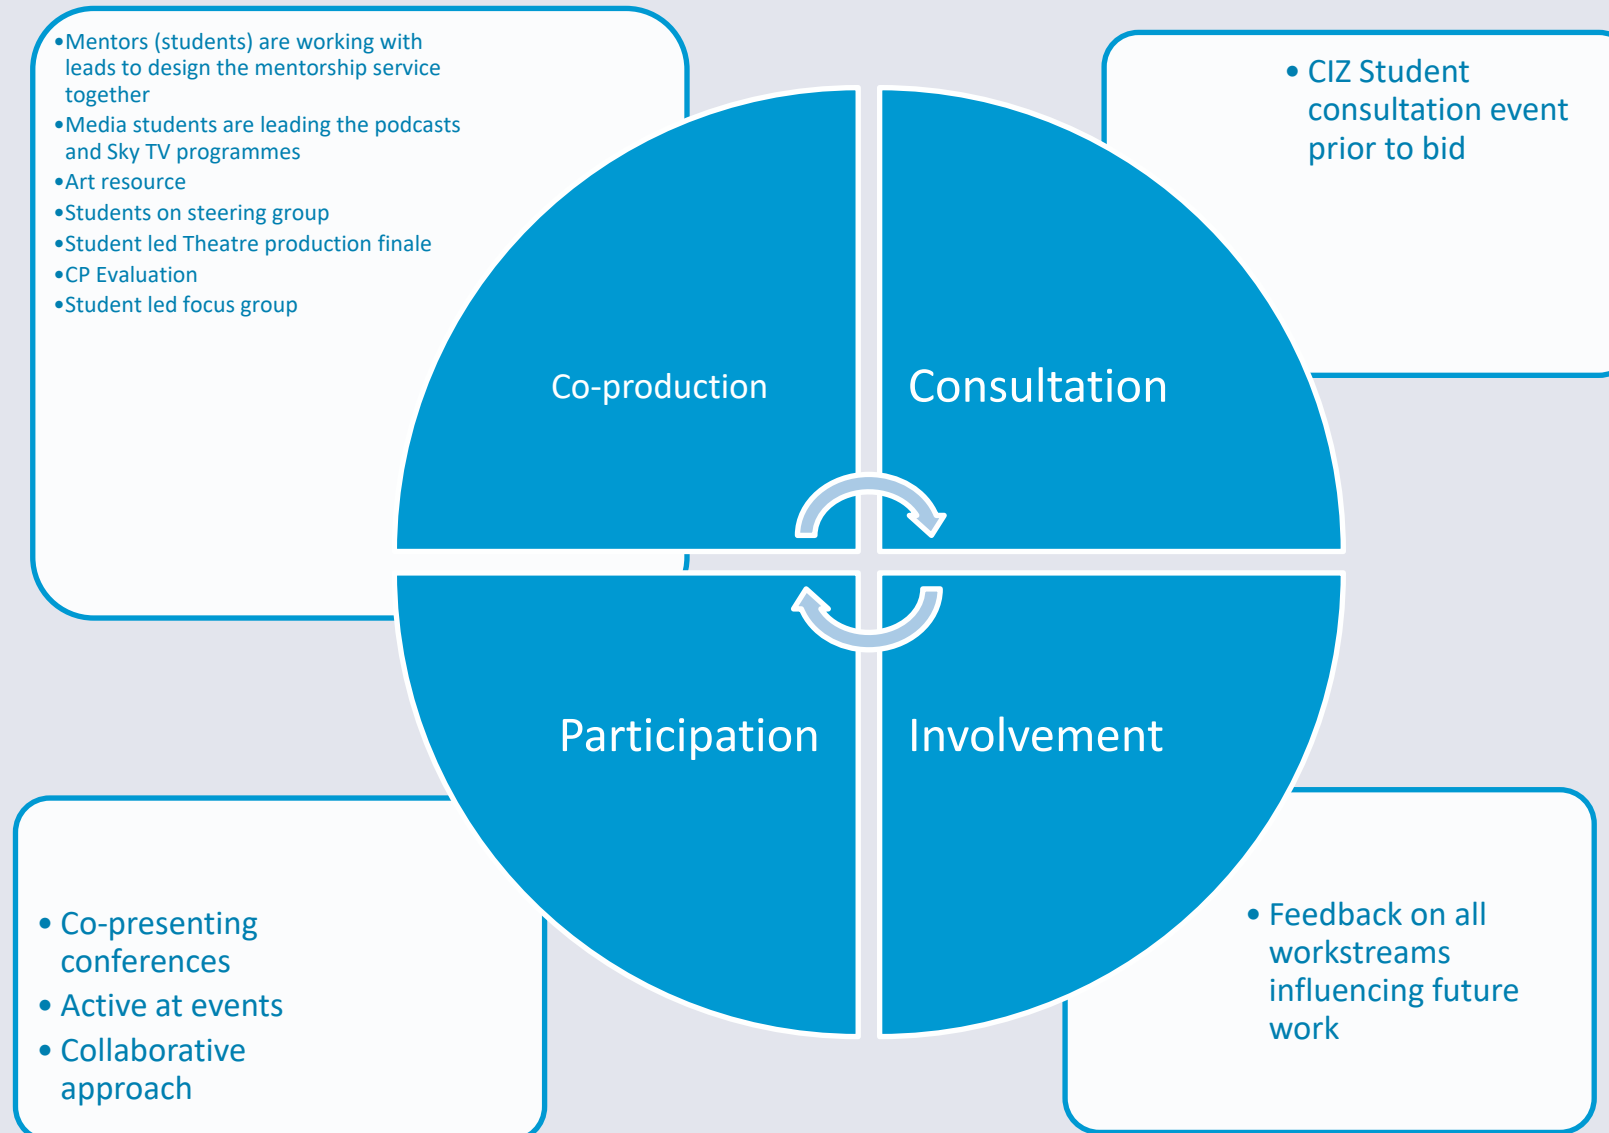 •Mentors (students) are working with
leads to design the mentorship service
together
•Media students are leading the podcasts
and Sky TV programmes
•Art resource
•Students on steering group
•Student led Theatre production finale
•CP Evaluation
•Student led focus group
• CIZ Student
consultation event
prior to bid
Co-production
Consultation
Participation
Involvement
• Co-presenting
conferences
• Active at events
• Collaborative
approach
• Feedback on all
workstreams
influencing future
work